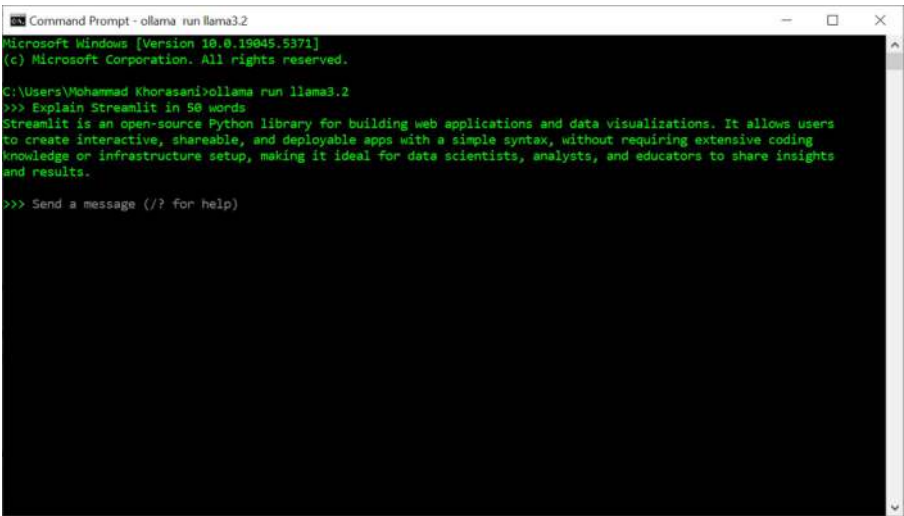 Command Prompt - ollama run llama3.2
Microsoft Windows [Version 10.0.19045.5371]
(c) Microsoft Corporation. All rights reserved.
C:\Users\Mohammad Khorasani>ollama run llama3.2
>>> Explain Streamlit in 50 words
Streamlit is an open-source Python library for building web applications and data visualizations. It allows users
to create interactive, shareable, and deployable apps with a simple syntax, without requiring extensive coding
knowledge or infrastructure setup, making it ideal for data scientists, analysts, and educators to share insights
and results.
>>> Send a message (/? for help)